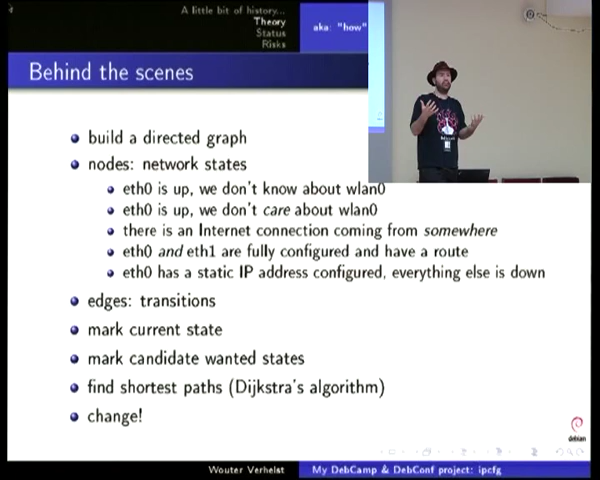 A little bit of history...
Theory
Status
Risks
aka: "how"
Behind the scenes
build a directed graph
nodes: network states
eth0 is up, we don't know about wlan0
eth0 is up, we don't care about wlan0
there is an Internet connection coming from somewhere
eth0 and eth1 are fully configured and have a route
eth0 has a static IP address configured, everything else is down
edges: transitions
mark current state
mark candidate wanted states
find shortest paths (Dijkstra's algorithm)
change!
debian
Wouter Verhelst
My DebCamp & DebConf project: ipcfg